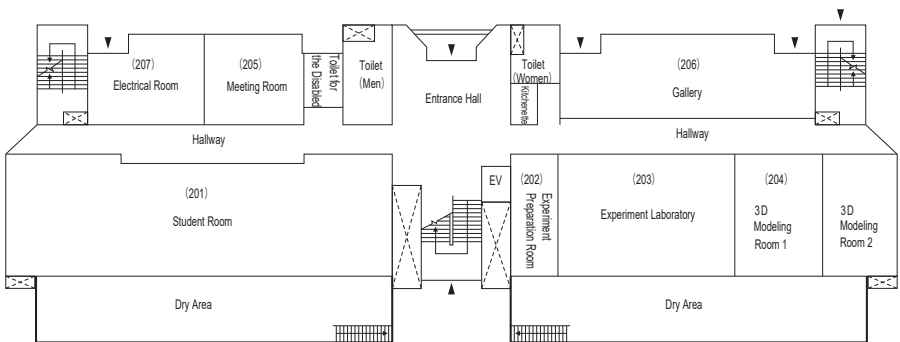 (207)
Electrical Room
(205)
Meeting Room
Toilet for
the Disabled
Toilet
(Men)
Entrance Hall
Toilet
(Women)
Kitchenette
(206)
Gallery
Hallway
Hallway
(201)
Student Room
EV
(202)
Experiment
Preparation Room
(203)
Experiment Laboratory
(204)
3D
Modeling
Room 1
3D
Modeling
Room 2
Dry Area
Dry Area